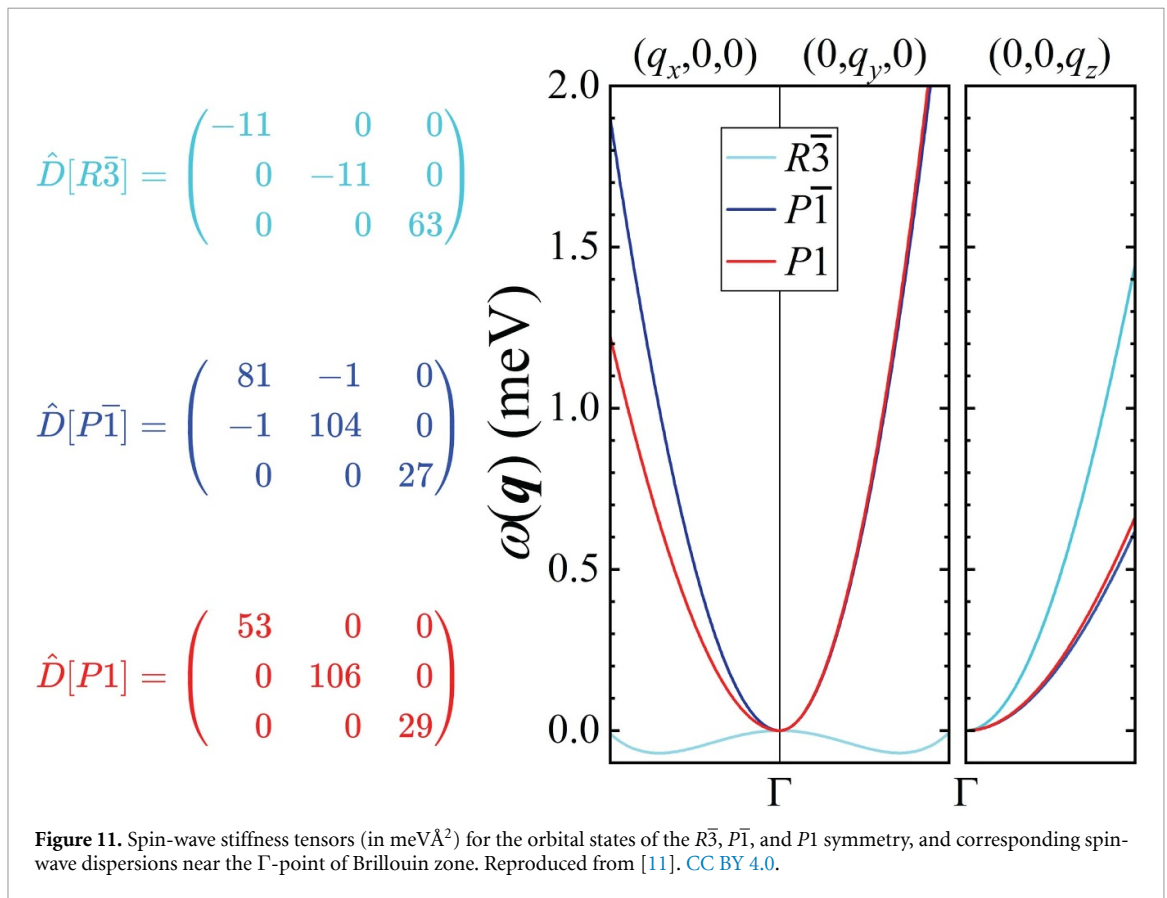 (qx,0,0) (0,qy,0) (0,0,qz)
D̂[R3̅] = (−11 0 0
0 −11 0
0 0 63)
D̂[P1̅] = (81 −1 0
−1 104 0
0 0 27)
D̂[P1] = (53 0 0
0 106 0
0 0 29)
ω(q) (meV)
2.0
1.5
1.0
0.5
0.0
R3̅
P1̅
P1
Γ Γ
Figure 11. Spin-wave stiffness tensors (in meVÅ²) for the orbital states of the R3̅, P1̅, and P1 symmetry, and corresponding spin-
wave dispersions near the Γ-point of Brillouin zone. Reproduced from [11]. CC BY 4.0.